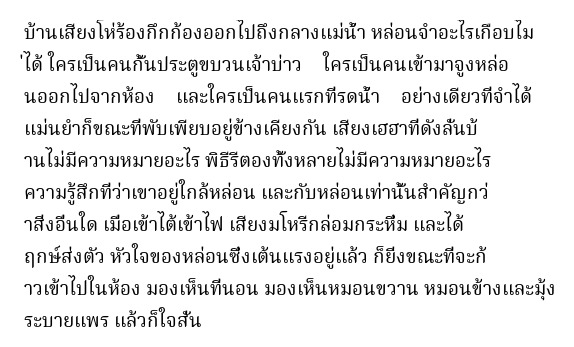 บ้านเสียงโห่ร้องกึกก้องออกไปถึงกลางแม่น้ำ หล่อนจำอะไรเกือบไม
่ได้ ใครเป็นคนกั้นประตูขบวนเจ้าบ่าว ใครเป็นคนเข้ามาจูงหล่อ
นออกไปจากห้อง และใครเป็นคนแรกที่รดน้ำ อย่างเดียวที่จำได้
แม่นยำก็ขณะที่พับเพียบอยู่ข้างเคียงกัน เสียงเฮฮาที่ดังลั่นบ้
านไม่มีความหมายอะไร พิธีรีตองทั้งหลายไม่มีความหมายอะไร
ความรู้สึกที่ว่าเขาอยู่ใกล้หล่อน และกับหล่อนเท่านั้นสำคัญกว่
าสิ่งอื่นใด เมื่อเข้าไต้เข้าไฟ เสียงมโหรีกล่อมกระหึ่ม และได้
ฤกษ์ส่งตัว หัวใจของหล่อนซึ่งเต้นแรงอยู่แล้ว ก็ยิ่งขณะที่จะก้
าวเข้าไปในห้อง มองเห็นที่นอน มองเห็นหมอนขวาน หมอนข้างและมุ้ง
ระบายแพร แล้วก็ใจสั่น